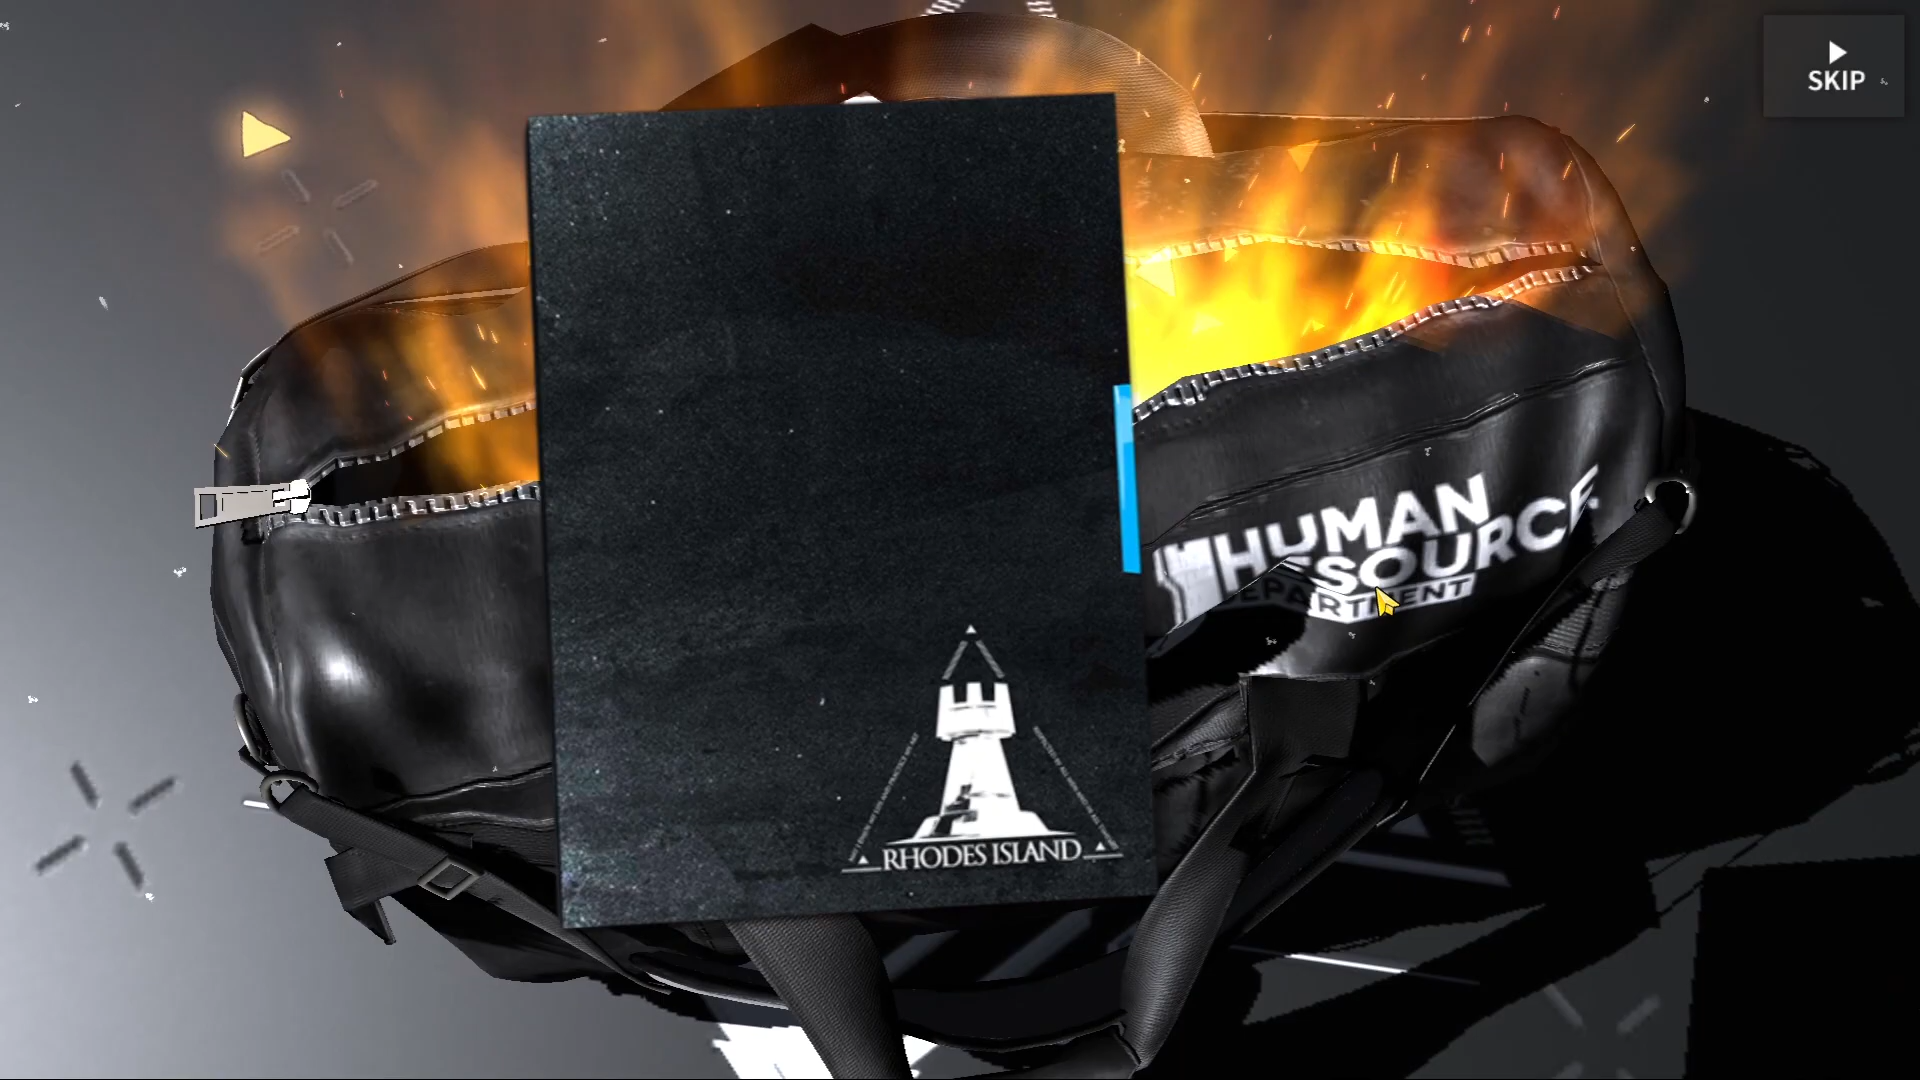 SKIP
HUMAN
RESOURCE
DEPARTMENT
RHODES ISLAND